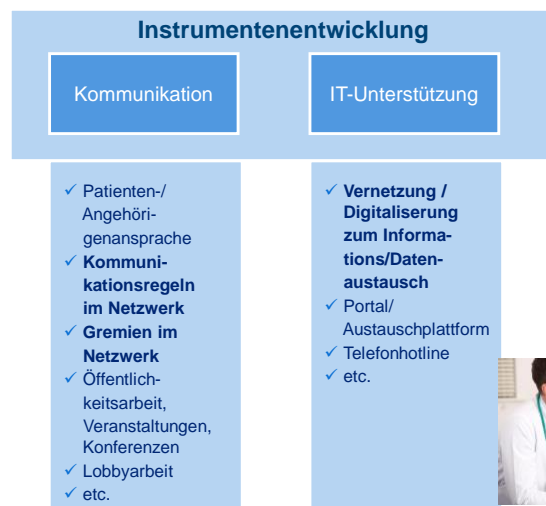 Instrumentenentwicklung
Kommunikation
IT-Unterstützung
✓ Patienten-/
Angehöri-
genansprache
✓ Kommuni-
kationsregeln
im Netzwerk
✓ Gremien im
Netzwerk
✓ Öffentlich-
keitsarbeit,
Veranstaltungen,
Konferenzen
✓ Lobbyarbeit
✓ etc.
✓ Vernetzung /
Digitaliserung
zum Informa-
tions/Daten-
austausch
✓ Portal/
Austauschplattform
✓ Telefonhotline
✓ etc.